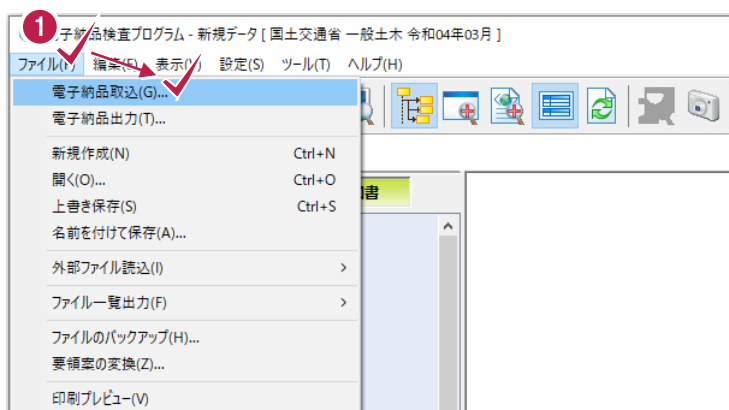 1
子納品検査プログラム - 新規データ [ 国土交通省 一般土木 令和04年03月 ]
ファイル(F) 編集(E) 表示(V) 設定(S) ツール(T) ヘルプ(H)
電子納品取込(G)...
電子納品出力(T)...
新規作成(N) Ctrl+N
開く(O)... Ctrl+O
上書き保存(S) Ctrl+S
名前を付けて保存(A)...
外部ファイル読込(I) >
ファイル一覧出力(F) >
ファイルのバックアップ(H)...
要領案の変換(Z)...
印刷プレビュー(V)
書